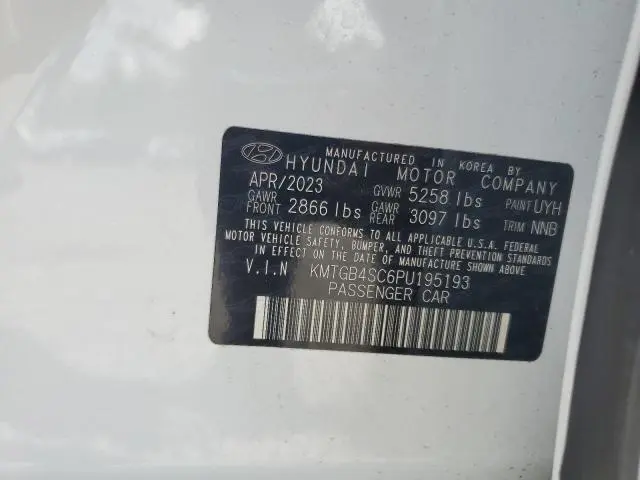 MANUFACTURED IN KOREA BY
HYUNDAI MOTOR COMPANY
APR/2023 GVWR 5258 lbs PAINT UYH
GAWR FRONT 2866 lbs GAWR REAR 3097 lbs TRIM NNB
THIS VEHICLE CONFORMS TO ALL APPLICABLE U.S.A. FEDERAL
MOTOR VEHICLE SAFETY, BUMPER, AND THEFT PREVENTION STANDARDS
IN EFFECT ON THE DATE OF MANUFACTURE SHOWN ABOVE.
V.I.N KMTGB4SC6PU195193
PASSENGER CAR